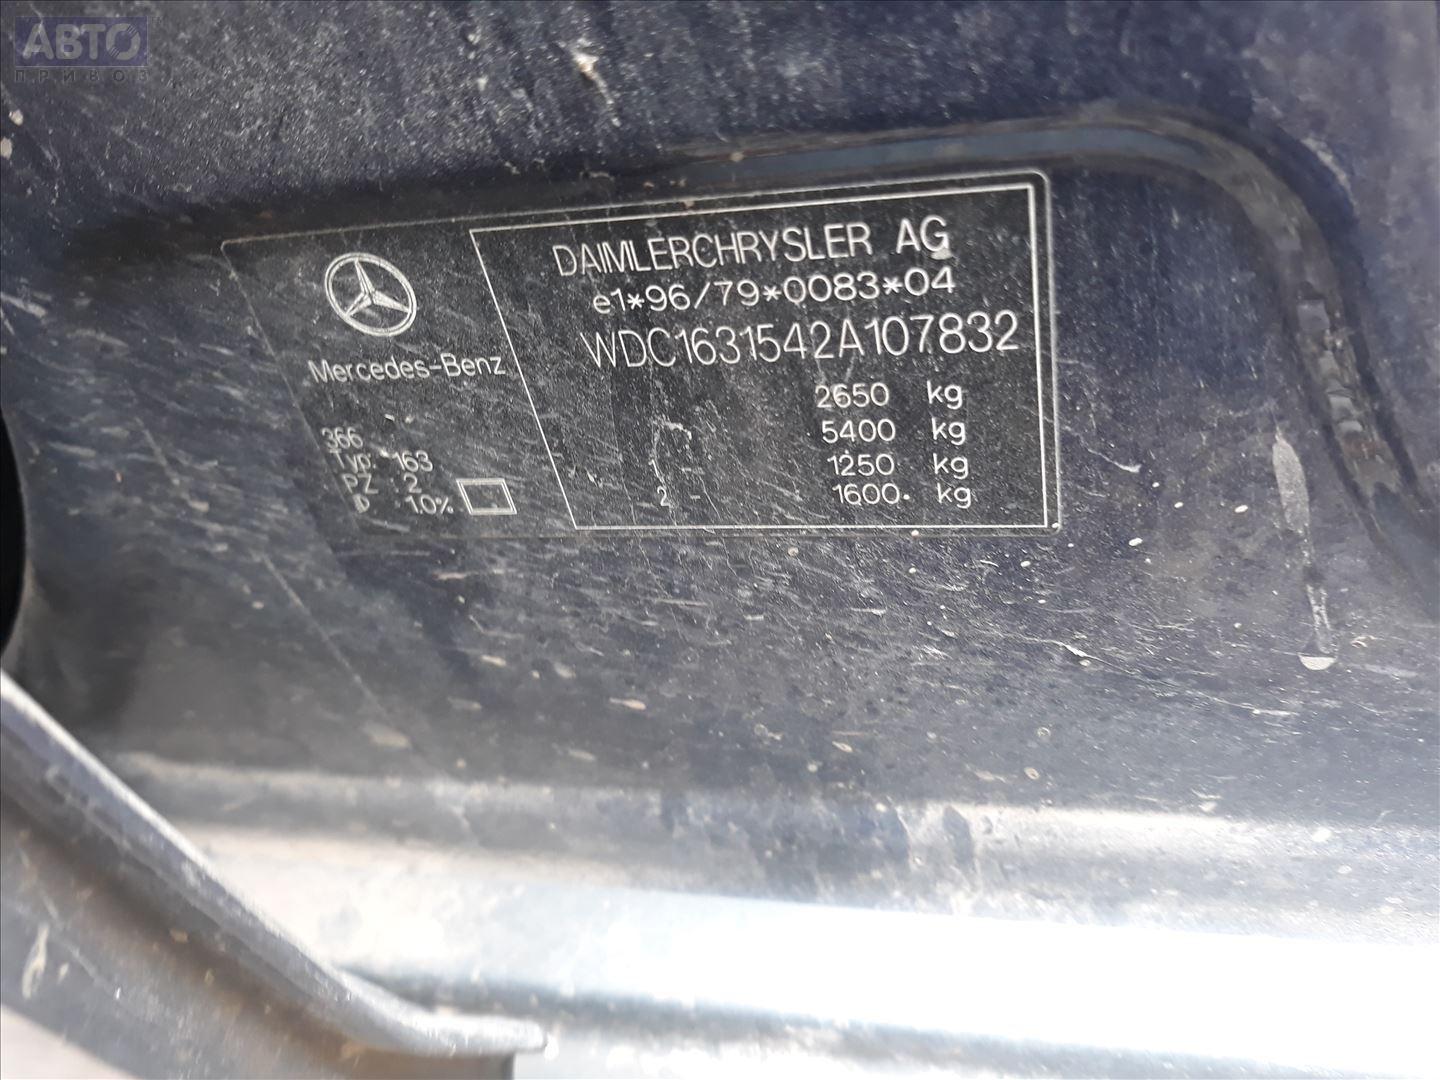 АВТО
ПРИВОЗ
DAIMLERCHRYSLER AG
e1*96/79*0083*04
WDC1631542A107832
2650 kg
5400 kg
1 - 1250 kg
2 - 1600 kg
Mercedes-Benz
366
Typ 163
PZ 2
D 1.0%